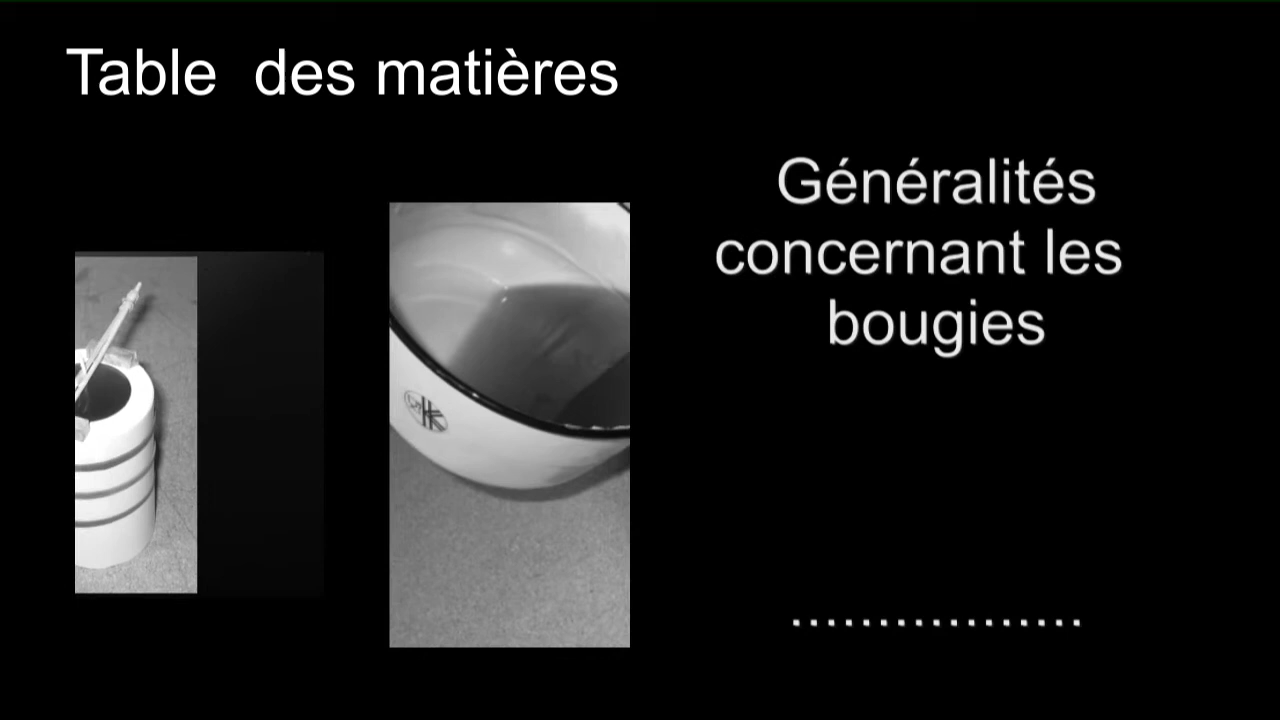 Table des matières
Généralités
concernant les
bougies
..................